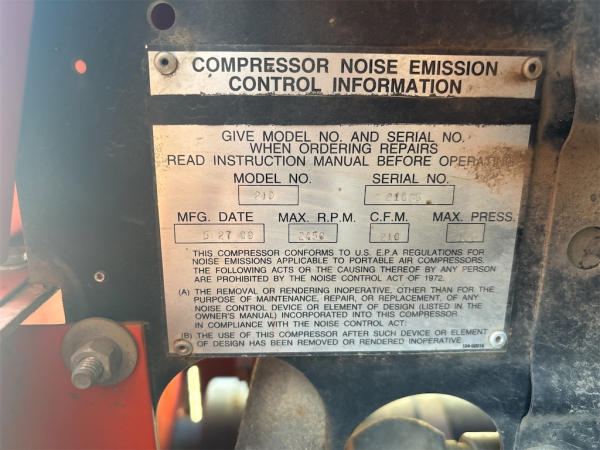 COMPRESSOR NOISE EMISSION
CONTROL INFORMATION
GIVE MODEL NO. AND SERIAL NO.
WHEN ORDERING REPAIRS
READ INSTRUCTION MANUAL BEFORE OPERATING
MODEL NO. SERIAL NO.
210
MFG. DATE MAX. R.P.M. C.F.M. MAX. PRESS.
5 27 2450 210
THIS COMPRESSOR CONFORMS TO U.S. E.P.A REGULATIONS FOR
NOISE EMISSIONS APPLICABLE TO PORTABLE AIR COMPRESSORS.
THE FOLLOWING ACTS OR THE CAUSING THEREOF BY ANY PERSON
ARE PROHIBITED BY THE NOISE CONTROL ACT OF 1972.
(A) THE REMOVAL OR RENDERING INOPERATIVE, OTHER THAN FOR THE
PURPOSE OF MAINTENANCE, REPAIR, OR REPLACEMENT, OF ANY
NOISE CONTROL DEVICE OR ELEMENT OF DESIGN (LISTED IN THE
OWNER'S MANUAL) INCORPORATED INTO THIS COMPRESSOR
IN COMPLIANCE WITH THE NOISE CONTROL ACT:
(B) THE USE OF THIS COMPRESSOR AFTER SUCH DEVICE OR ELEMENT
OF DESIGN HAS BEEN REMOVED OR RENDERED INOPERATIVE.